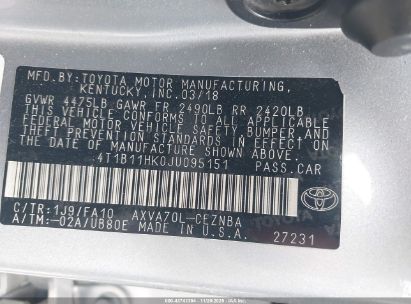 MFD. BY: TOYOTA MOTOR MANUFACTURING,
KENTUCKY, INC. 03/18
GVWR 4475LB GAWR FR 2490LB RR 2420LB
THIS VEHICLE CONFORMS TO ALL APPLICABLE
FEDERAL MOTOR VEHICLE SAFETY, BUMPER, AND
THEFT PREVENTION STANDARDS IN EFFECT ON
THE DATE OF MANUFACTURE SHOWN ABOVE.
4T1B11HK0JU095151 PASS.CAR
C/TR: 1J9/FA10 AXVA70L-CEZNBA
A/TM: -02A/UB80E MADE IN U.S.A.
TOYOTA
27231